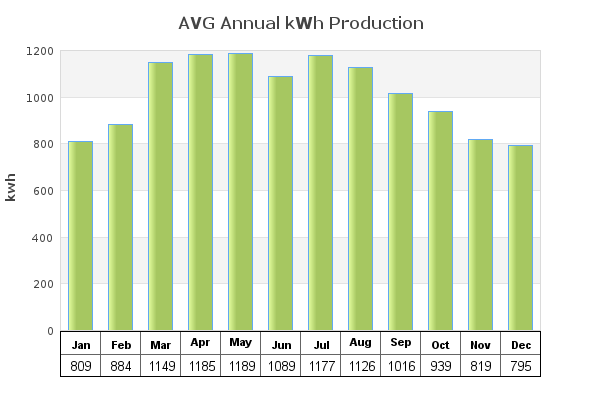 AVG Annual kWh Production
1200
1000
800
600
400
200
0
kwh
Jan Feb Mar Apr May Jun Jul Aug Sep Oct Nov Dec
809 884 1149 1185 1189 1089 1177 1126 1016 939 819 795